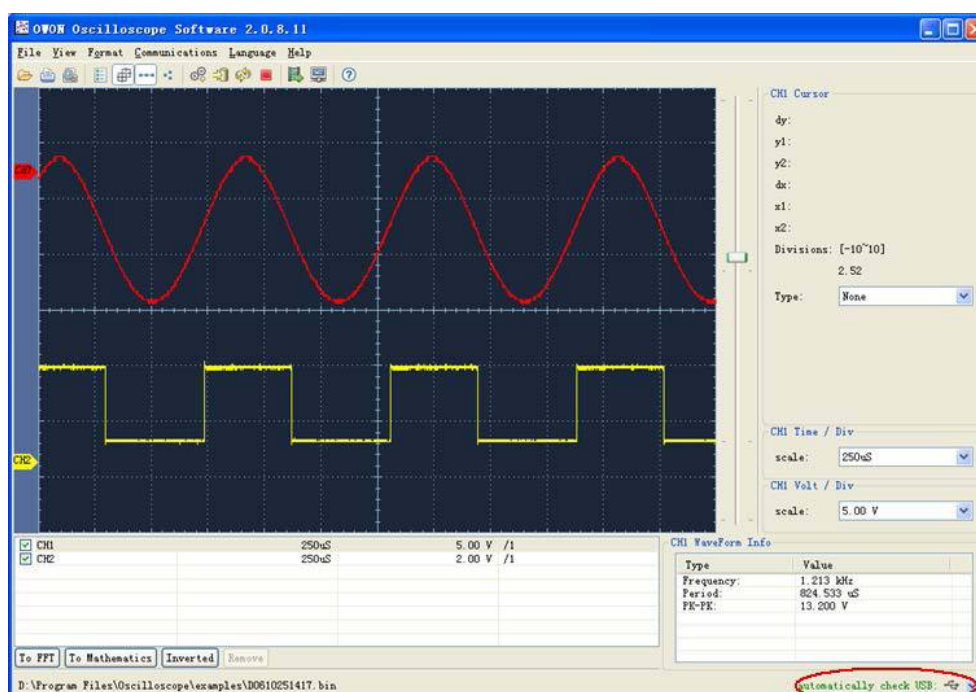 OWON Oscilloscope Software 2.0.8.11
File View Format Communications Language Help
CH1 Cursor
dy:
y1:
y2:
dx:
x1:
x2:
Divisions: [-10~10]
2.52
Type: None
CH1
CH2
CH1 Time / Div
scale: 250uS
CH1 Volt / Div
scale: 5.00 V
CH1 250uS 5.00 V /1
CH2 250uS 2.00 V /1
CH1 WaveForm Info
Type Value
Frequency: 1.213 kHz
Period: 824.533 uS
PK-PK: 13.200 V
To FFT To Mathematics Inverted Remove
D:\Program Files\Oscilloscope\examples\D0610251417.bin
Automatically check USB: